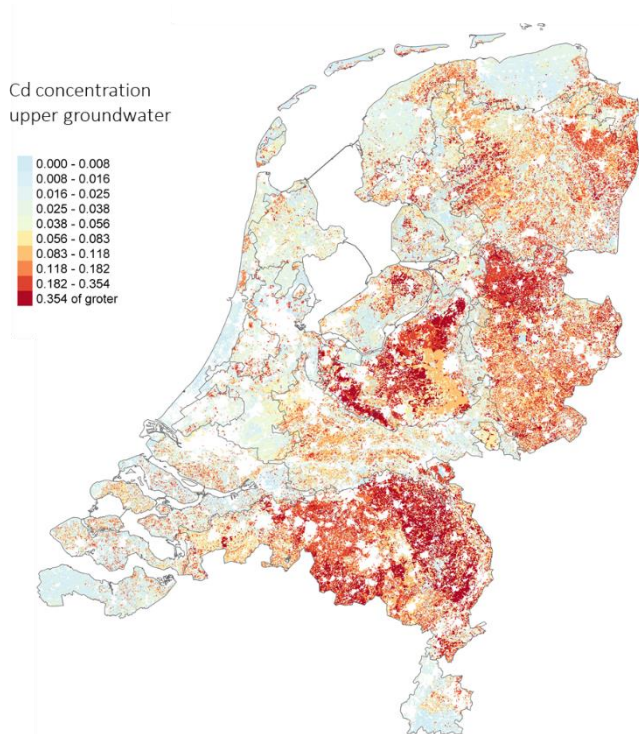 Cd concentration
upper groundwater
0.000 - 0.008
0.008 - 0.016
0.016 - 0.025
0.025 - 0.038
0.038 - 0.056
0.056 - 0.083
0.083 - 0.118
0.118 - 0.182
0.182 - 0.354
0.354 of groter